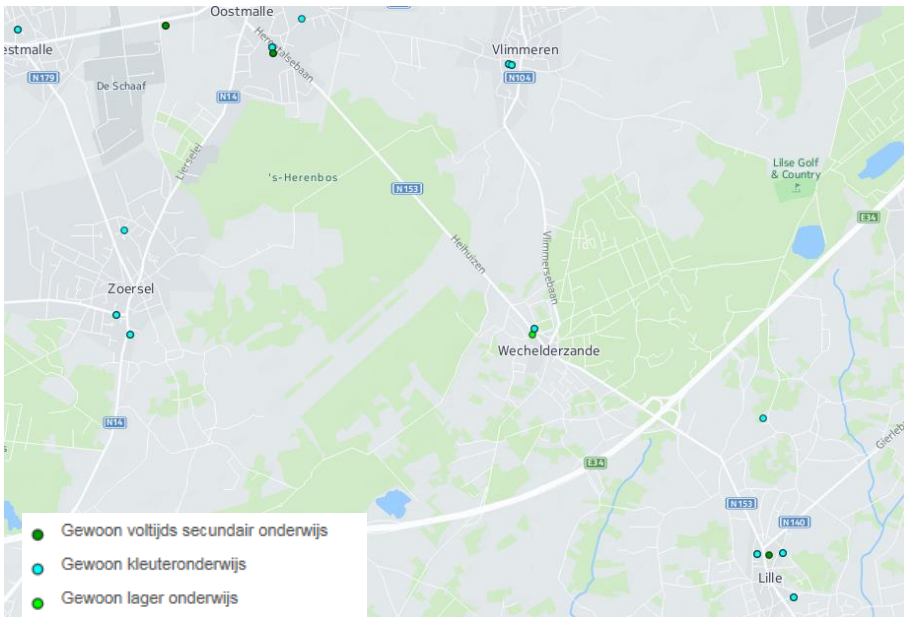 Oostmalle
estmalle
Herentalsebaan
Vlimmeren
N179
De Schaaf
N104
N14
Lierselei
's-Herenbos
N153
Lilse Golf
& Country
E34
Heihuizen
Vlimmersebaan
Zoersel
Wechelderzande
N14
E34
Gierleb
N153
N140
Lille
Gewoon voltijds secundair onderwijs
Gewoon kleuteronderwijs
Gewoon lager onderwijs